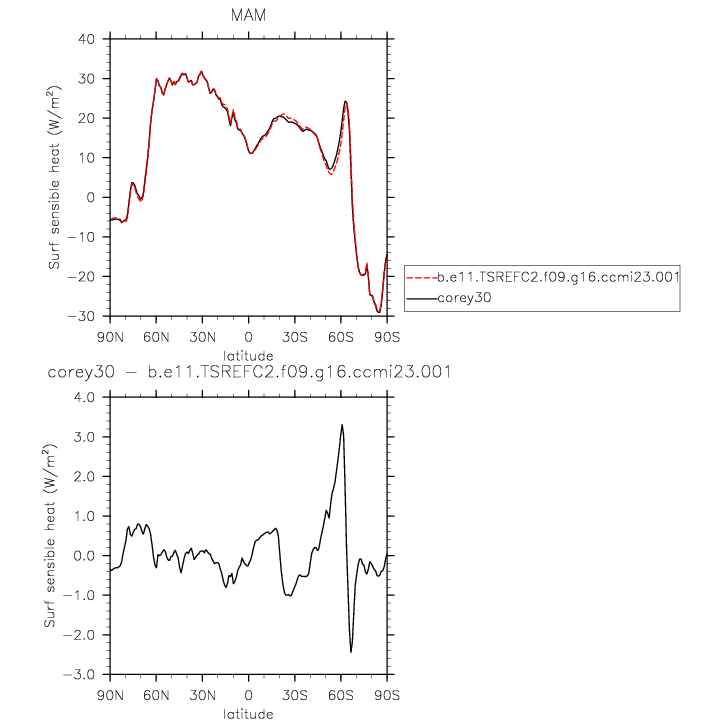 MAM
40
30
20
10
0
−10
−20
−30
Surf sensible heat (W/m²)
90N 60N 30N 0 30S 60S 90S
latitude
b.e11.TSREFC2.f09.g16.ccmi23.001
corey30
corey30 − b.e11.TSREFC2.f09.g16.ccmi23.001
4.0
3.0
2.0
1.0
0.0
−1.0
−2.0
−3.0
Surf sensible heat (W/m²)
90N 60N 30N 0 30S 60S 90S
latitude